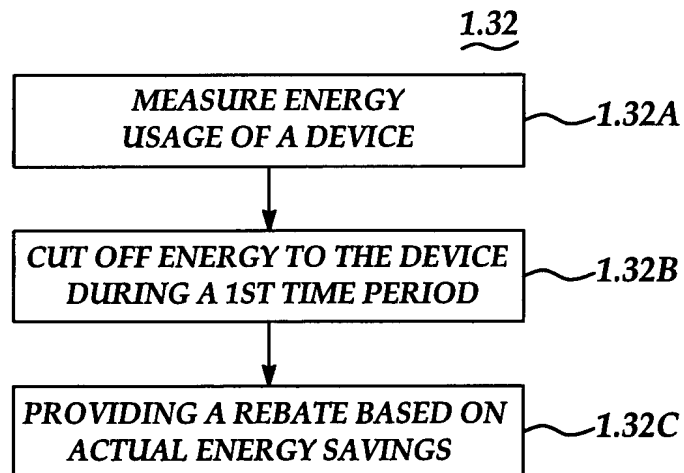 1.32
MEASURE ENERGY
USAGE OF A DEVICE
1.32A
CUT OFF ENERGY TO THE DEVICE
DURING A 1ST TIME PERIOD
1.32B
PROVIDING A REBATE BASED ON
ACTUAL ENERGY SAVINGS
1.32C